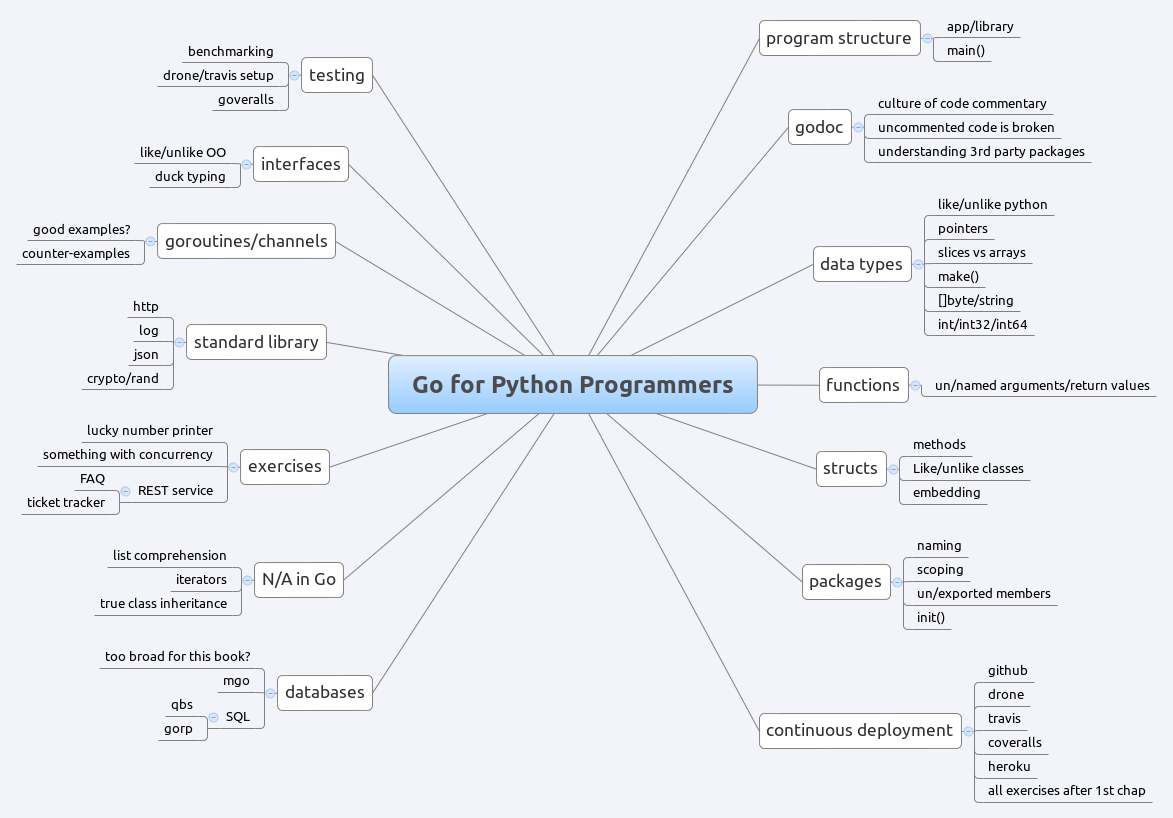 Go for Python Programmers
program structure
app/library
main()
godoc
culture of code commentary
uncommented code is broken
understanding 3rd party packages
data types
like/unlike python
pointers
slices vs arrays
make()
[]byte/string
int/int32/int64
functions
un/named arguments/return values
structs
methods
Like/unlike classes
embedding
packages
naming
scoping
un/exported members
init()
continuous deployment
github
drone
travis
coveralls
heroku
all exercises after 1st chap
testing
benchmarking
drone/travis setup
goveralls
interfaces
like/unlike OO
duck typing
goroutines/channels
good examples?
counter-examples
standard library
http
log
json
crypto/rand
exercises
lucky number printer
something with concurrency
REST service
FAQ
ticket tracker
N/A in Go
list comprehension
iterators
true class inheritance
databases
too broad for this book?
mgo
SQL
qbs
gorp